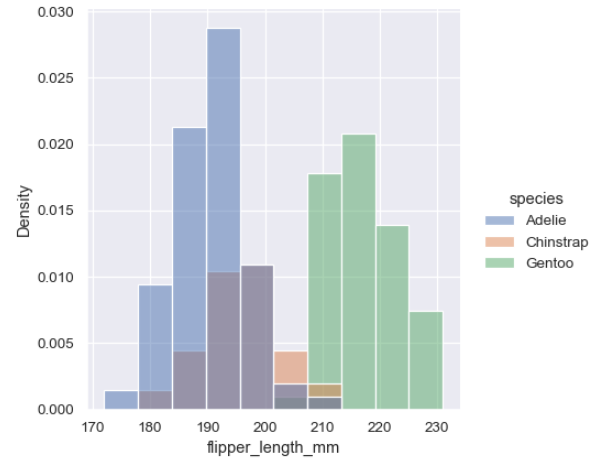 0.030
0.025
0.020
0.015
0.010
0.005
0.000
Density
170 180 190 200 210 220 230
flipper_length_mm
species
Adelie
Chinstrap
Gentoo